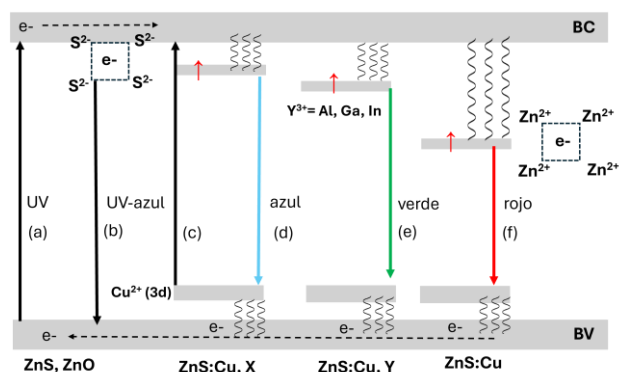 e-
BC
S²⁻ S²⁻
e-
S²⁻ S²⁻
Y³⁺= Al, Ga, In
Zn²⁺ Zn²⁺
e-
Zn²⁺ Zn²⁺
UV UV-azul azul verde rojo
(a) (b) (c) (d) (e) (f)
Cu²⁺ (3d)
e- e- e- e-
BV
ZnS, ZnO ZnS:Cu, X ZnS:Cu, Y ZnS:Cu